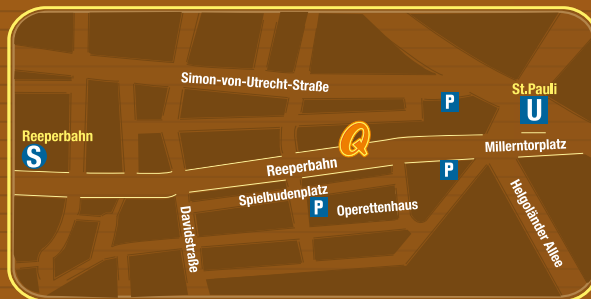 Simon-von-Utrecht-Straße
St.Pauli
P
U
Reeperbahn
S
Q
Millerntorplatz
Reeperbahn
P
Spielbudenplatz
P
Operettenhaus
Davidstraße
Helgoländer Allee